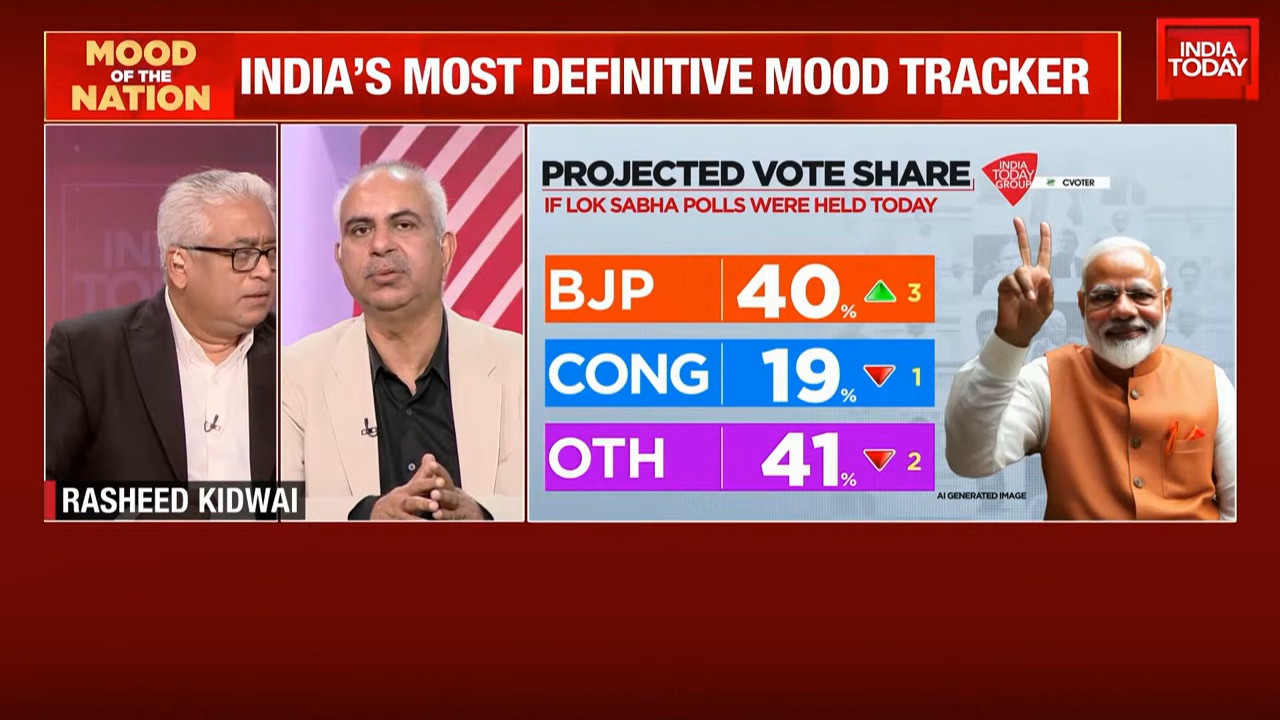 MOOD
OF THE
NATION
INDIA'S MOST DEFINITIVE MOOD TRACKER
INDIA
TODAY
PROJECTED VOTE SHARE
IF LOK SABHA POLLS WERE HELD TODAY
INDIA
TODAY
GROUP
CVOTER
BJP 40% 3
CONG 19% 1
OTH 41% 2
AI GENERATED IMAGE
RASHEED KIDWAI